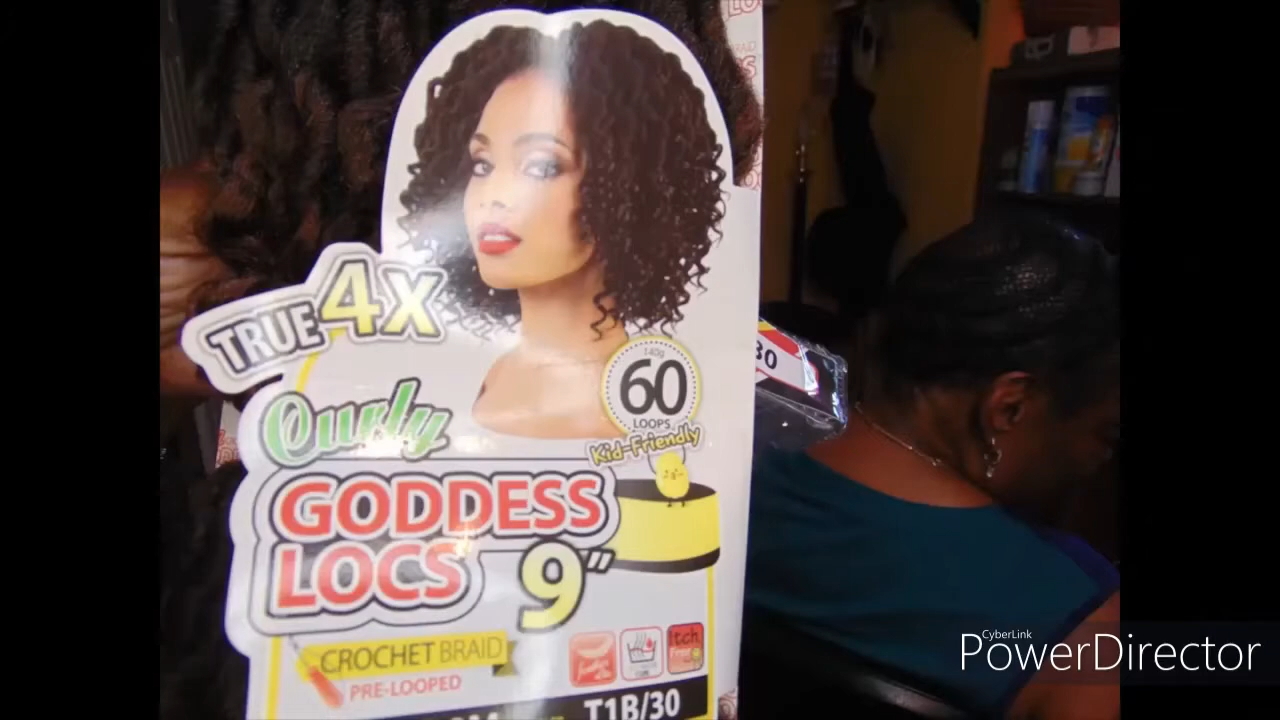 TRUE 4X
140g
60
LOOPS
Kid-Friendly
Curly
GODDESS
LOCS 9"
CROCHET BRAID
PRE-LOOPED
Itch
Free
T1B/30
30
CyberLink
PowerDirector